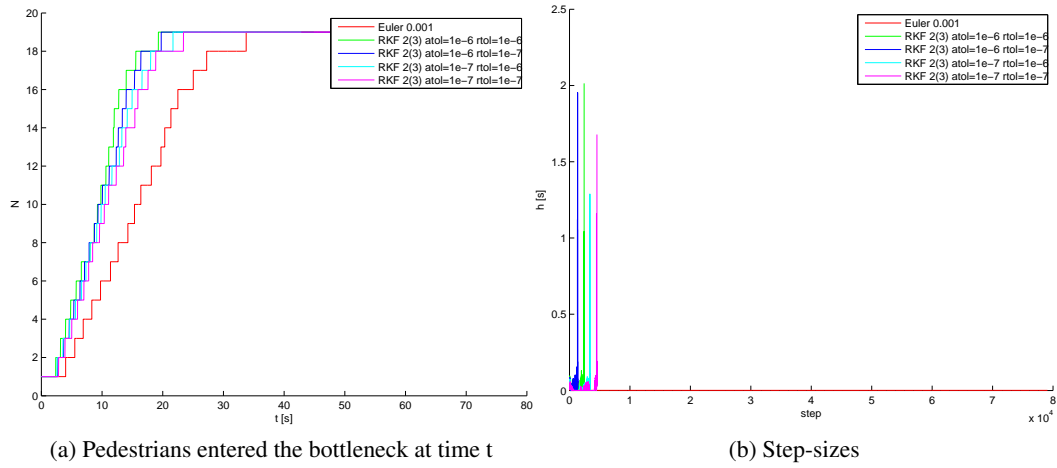 20
18
16
14
12
10
8
6
4
2
0
N
0
10
20
30
40
50
60
70
80
t [s]
Euler 0.001
RKF 2(3) atol=1e−6 rtol=1e−6
RKF 2(3) atol=1e−6 rtol=1e−7
RKF 2(3) atol=1e−7 rtol=1e−6
RKF 2(3) atol=1e−7 rtol=1e−7
(a) Pedestrians entered the bottleneck at time t
2.5
2
1.5
1
0.5
0
h [s]
0
1
2
3
4
5
6
7
8
x 10⁴
step
Euler 0.001
RKF 2(3) atol=1e−6 rtol=1e−6
RKF 2(3) atol=1e−6 rtol=1e−7
RKF 2(3) atol=1e−7 rtol=1e−6
RKF 2(3) atol=1e−7 rtol=1e−7
(b) Step-sizes